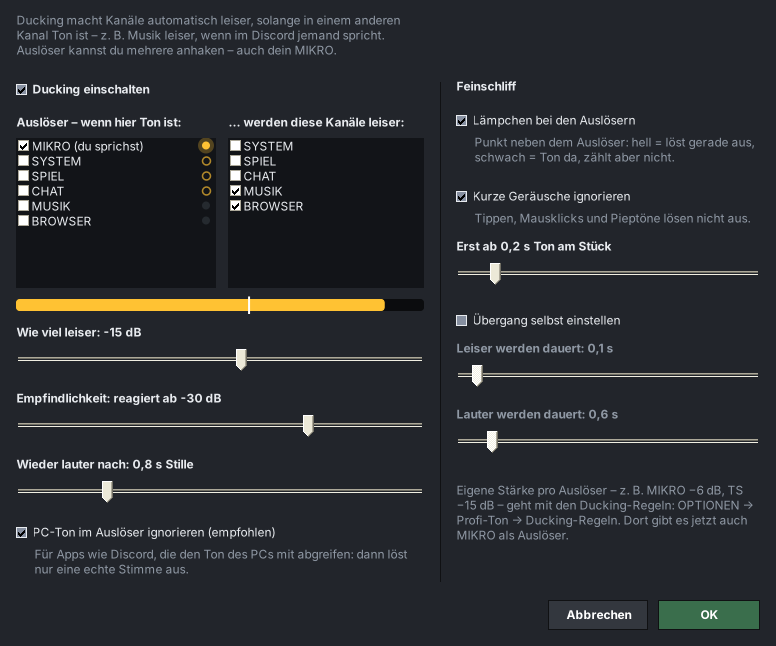 Ducking macht Kanäle automatisch leiser, solange in einem anderen
Kanal Ton ist – z. B. Musik leiser, wenn im Discord jemand spricht.
Auslöser kannst du mehrere anhaken – auch dein MIKRO.
Ducking einschalten
Auslöser – wenn hier Ton ist:
MIKRO (du sprichst)
SYSTEM
SPIEL
CHAT
MUSIK
BROWSER
... werden diese Kanäle leiser:
SYSTEM
SPIEL
CHAT
MUSIK
BROWSER
Wie viel leiser: -15 dB
Empfindlichkeit: reagiert ab -30 dB
Wieder lauter nach: 0,8 s Stille
PC-Ton im Auslöser ignorieren (empfohlen)
Für Apps wie Discord, die den Ton des PCs mit abgreifen: dann löst
nur eine echte Stimme aus.
Feinschliff
Lämpchen bei den Auslösern
Punkt neben dem Auslöser: hell = löst gerade aus,
schwach = Ton da, zählt aber nicht.
Kurze Geräusche ignorieren
Tippen, Mausklicks und Pieptöne lösen nicht aus.
Erst ab 0,2 s Ton am Stück
Übergang selbst einstellen
Leiser werden dauert: 0,1 s
Lauter werden dauert: 0,6 s
Eigene Stärke pro Auslöser – z. B. MIKRO −6 dB, TS
−15 dB – geht mit den Ducking-Regeln: OPTIONEN →
Profi-Ton → Ducking-Regeln. Dort gibt es jetzt auch
MIKRO als Auslöser.
Abbrechen
OK